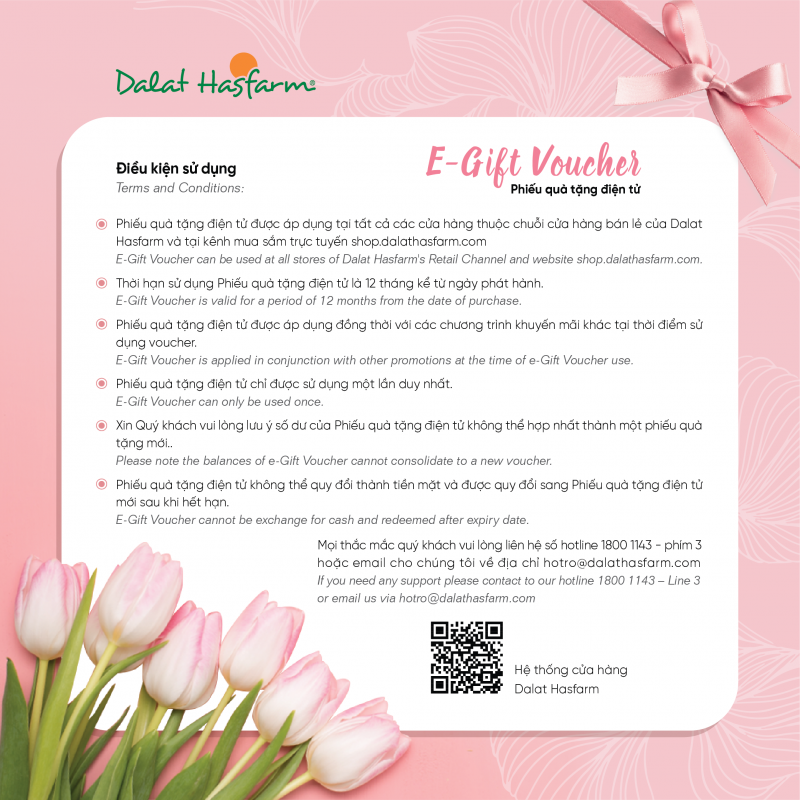 Dalat Hasfarm®
E-Gift Voucher
Phiếu quà tặng điện tử
Điều kiện sử dụng
Terms and Conditions:
Phiếu quà tặng điện tử được áp dụng tại tất cả các cửa hàng thuộc chuỗi cửa hàng bán lẻ của Dalat
Hasfarm và tại kênh mua sắm trực tuyến shop.dalathasfarm.com
E-Gift Voucher can be used at all stores of Dalat Hasfarm's Retail Channel and website shop.dalathasfarm.com.
Thời hạn sử dụng Phiếu quà tặng điện tử là 12 tháng kể từ ngày phát hành.
E-Gift Voucher is valid for a period of 12 months from the date of purchase.
Phiếu quà tặng điện tử được áp dụng đồng thời với các chương trình khuyến mãi khác tại thời điểm sử
dụng voucher.
E-Gift Voucher is applied in conjunction with other promotions at the time of e-Gift Voucher use.
Phiếu quà tặng điện tử chỉ được sử dụng một lần duy nhất.
E-Gift Voucher can only be used once.
Xin Quý khách vui lòng lưu ý số dư của Phiếu quà tặng điện tử không thể hợp nhất thành một phiếu quà
tặng mới..
Please note the balances of e-Gift Voucher cannot consolidate to a new voucher.
Phiếu quà tặng điện tử không thể quy đổi thành tiền mặt và được quy đổi sang Phiếu quà tặng điện tử
mới sau khi hết hạn.
E-Gift Voucher cannot be exchange for cash and redeemed after expiry date.
Mọi thắc mắc quý khách vui lòng liên hệ số hotline 1800 1143 - phím 3
hoặc email cho chúng tôi về địa chỉ hotro@dalathasfarm.com
If you need any support please contact to our hotline 1800 1143 – Line 3
or email us via hotro@dalathasfarm.com
Hệ thống cửa hàng
Dalat Hasfarm